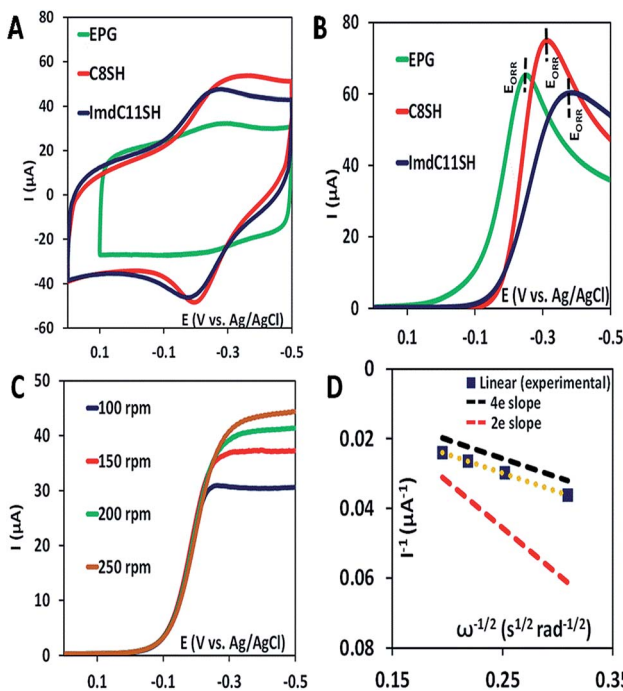 A
EPG
C8SH
ImdC11SH
80
60
40
20
0
-20
-40
-60
I (µA)
E (V vs. Ag/AgCl)
0.1 -0.1 -0.3 -0.5
B
EPG
C8SH
ImdC11SH
E_ORR
E_ORR
E_ORR
80
60
40
20
0
I (µA)
E (V vs. Ag/AgCl)
0.1 -0.1 -0.3 -0.5
C
100 rpm
150 rpm
200 rpm
250 rpm
50
40
30
20
10
0
I (µA)
E (V vs. Ag/AgCl)
0.1 -0.1 -0.3 -0.5
D
Linear (experimental)
4e slope
2e slope
0
0.02
0.04
0.06
0.08
I⁻¹ (µA⁻¹)
ω⁻¹/² (s¹/² rad⁻¹/²)
0.15 0.25 0.35